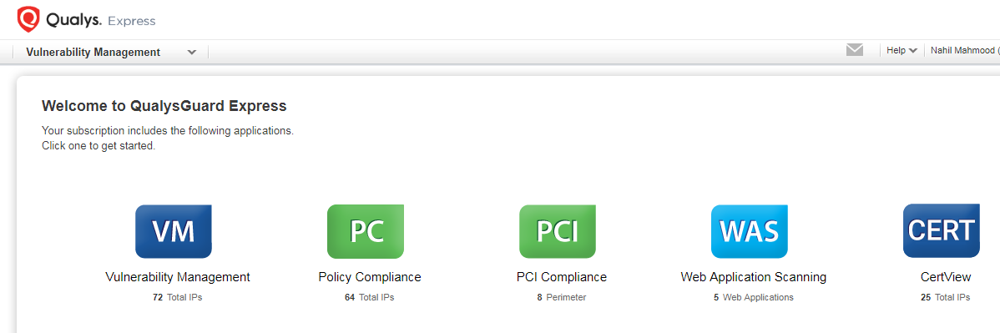 Qualys. Express
Vulnerability Management
Help
Nahil Mahmood (
Welcome to QualysGuard Express
Your subscription includes the following applications.
Click one to get started.
VM
PC
PCI
WAS
CERT
Vulnerability Management
Policy Compliance
PCI Compliance
Web Application Scanning
CertView
72 Total IPs
64 Total IPs
8 Perimeter
5 Web Applications
25 Total IPs